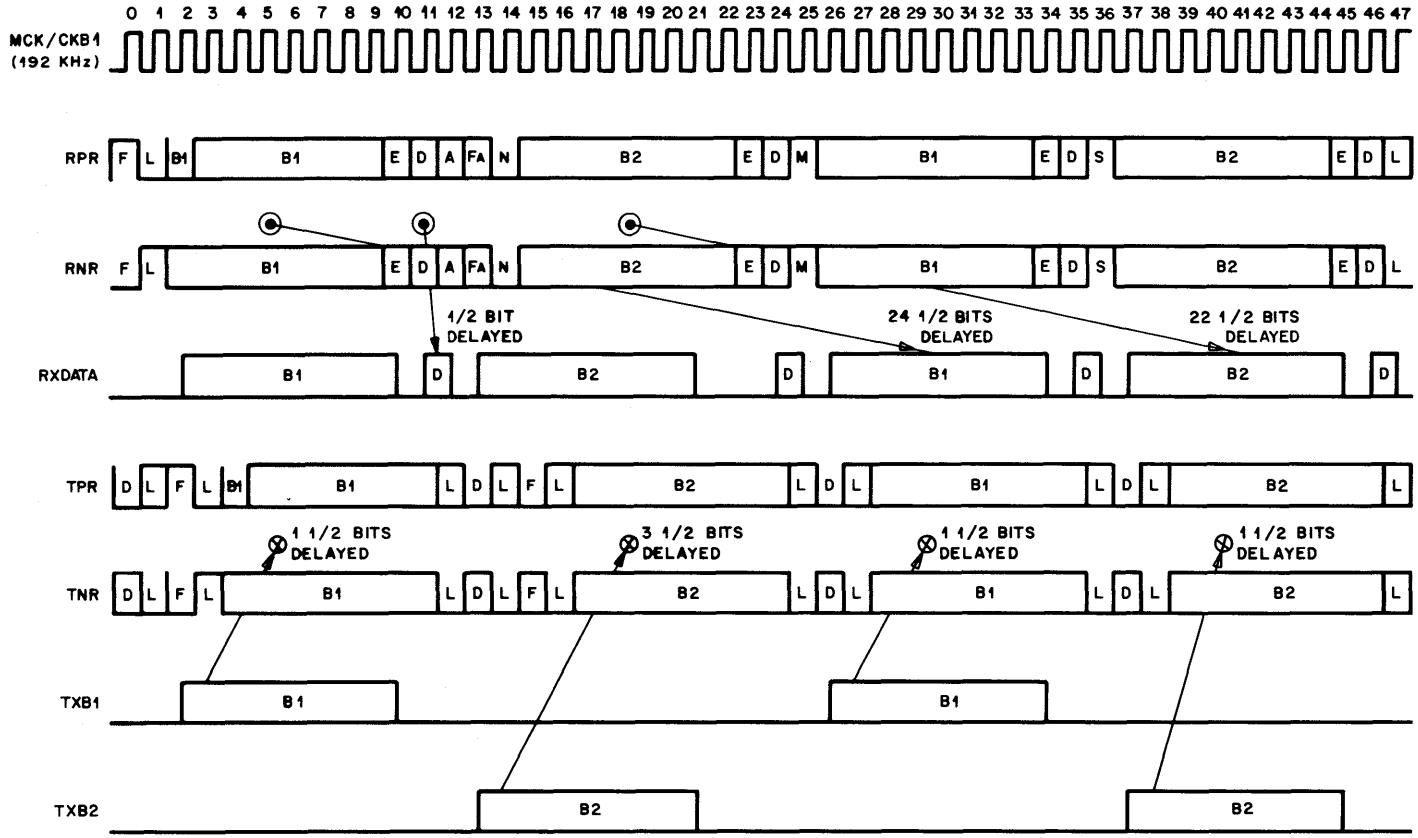 0 1 2 3 4 5 6 7 8 9 10 11 12 13 14 15 16 17 18 19 20 21 22 23 24 25 26 27 28 29 30 31 32 33 34 35 36 37 38 39 40 41 42 43 44 45 46 47
MCK/CKB1
(192 KHz)
RPR F L B1 B1 E D A FA N B2 E D M B1 E D S B2 E D L
RNR F L B1 E D A FA N B2 E D M B1 E D S B2 E D L
1/2 BIT
DELAYED
24 1/2 BITS
DELAYED
22 1/2 BITS
DELAYED
RXDATA B1 D B2 D B1 D B2 D
TPR D L F L B1 B1 L D L F L B2 L D L B1 L D L B2 L
1 1/2 BITS
DELAYED
3 1/2 BITS
DELAYED
1 1/2 BITS
DELAYED
1 1/2 BITS
DELAYED
TNR D L F L B1 L D L F L B2 L D L B1 L D L B2 L
TXB1 B1 B1
TXB2 B2 B2